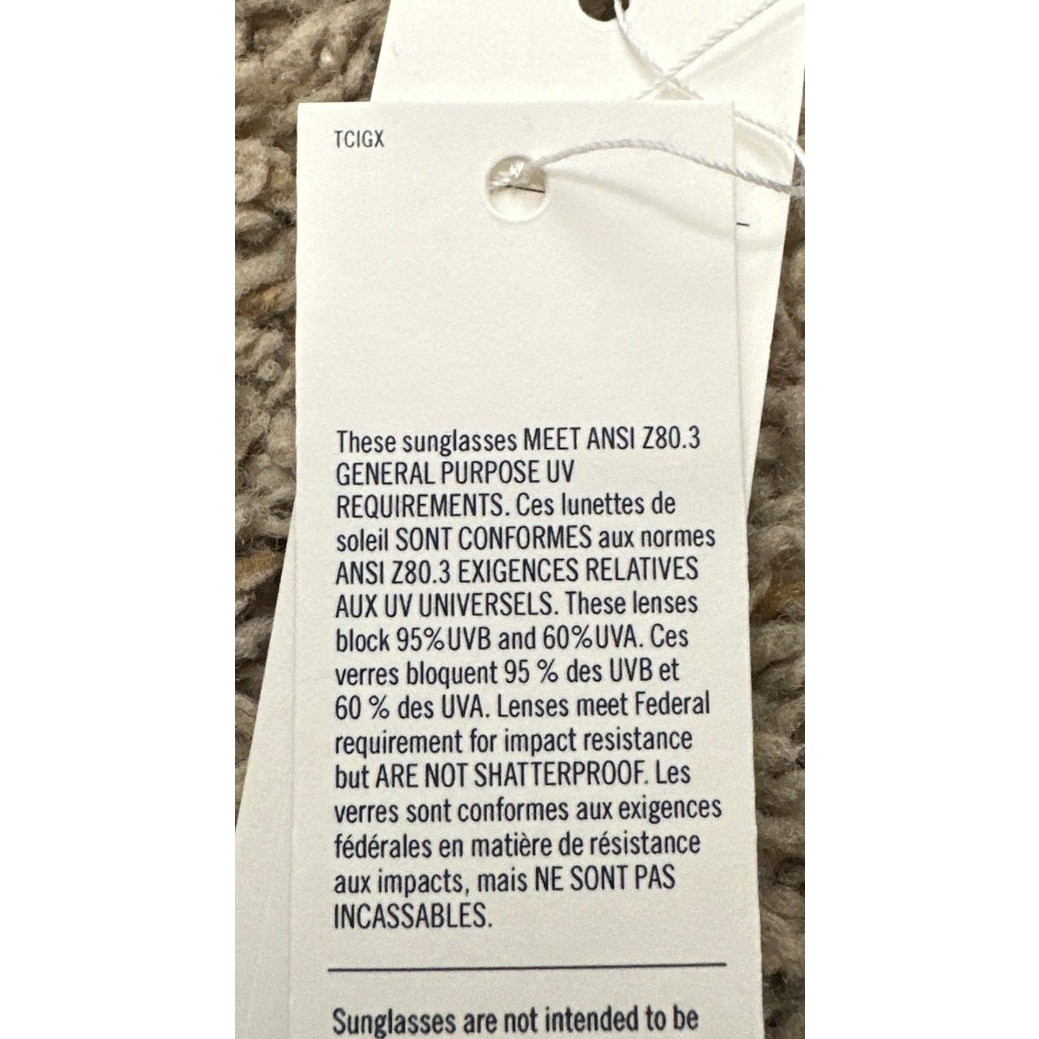 TCIGX
These sunglasses MEET ANSI Z80.3
GENERAL PURPOSE UV
REQUIREMENTS. Ces lunettes de
soleil SONT CONFORMES aux normes
ANSI Z80.3 EXIGENCES RELATIVES
AUX UV UNIVERSELS. These lenses
block 95%UVB and 60%UVA. Ces
verres bloquent 95 % des UVB et
60 % des UVA. Lenses meet Federal
requirement for impact resistance
but ARE NOT SHATTERPROOF. Les
verres sont conformes aux exigences
fédérales en matière de résistance
aux impacts, mais NE SONT PAS
INCASSABLES.
Sunglasses are not intended to be